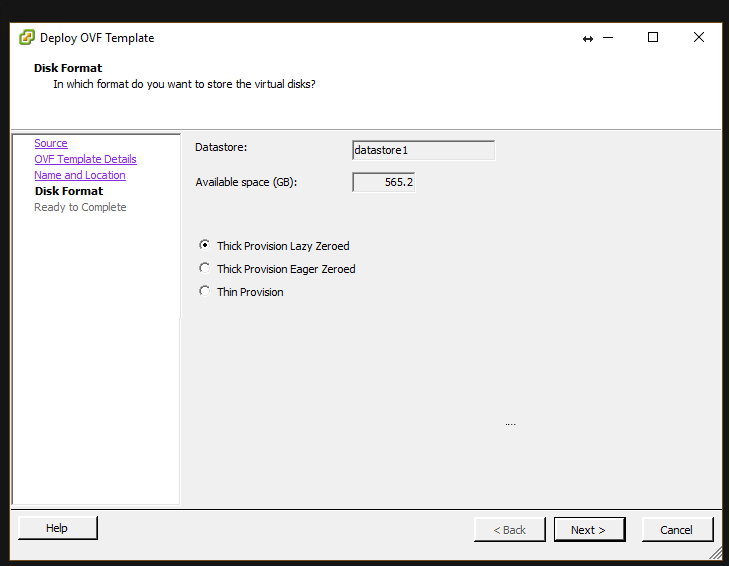 Deploy OVF Template
Disk Format
In which format do you want to store the virtual disks?
Source
OVF Template Details
Name and Location
Disk Format
Ready to Complete
Datastore: datastore1
Available space (GB): 565.2
Thick Provision Lazy Zeroed
Thick Provision Eager Zeroed
Thin Provision
....
Help < Back Next > Cancel